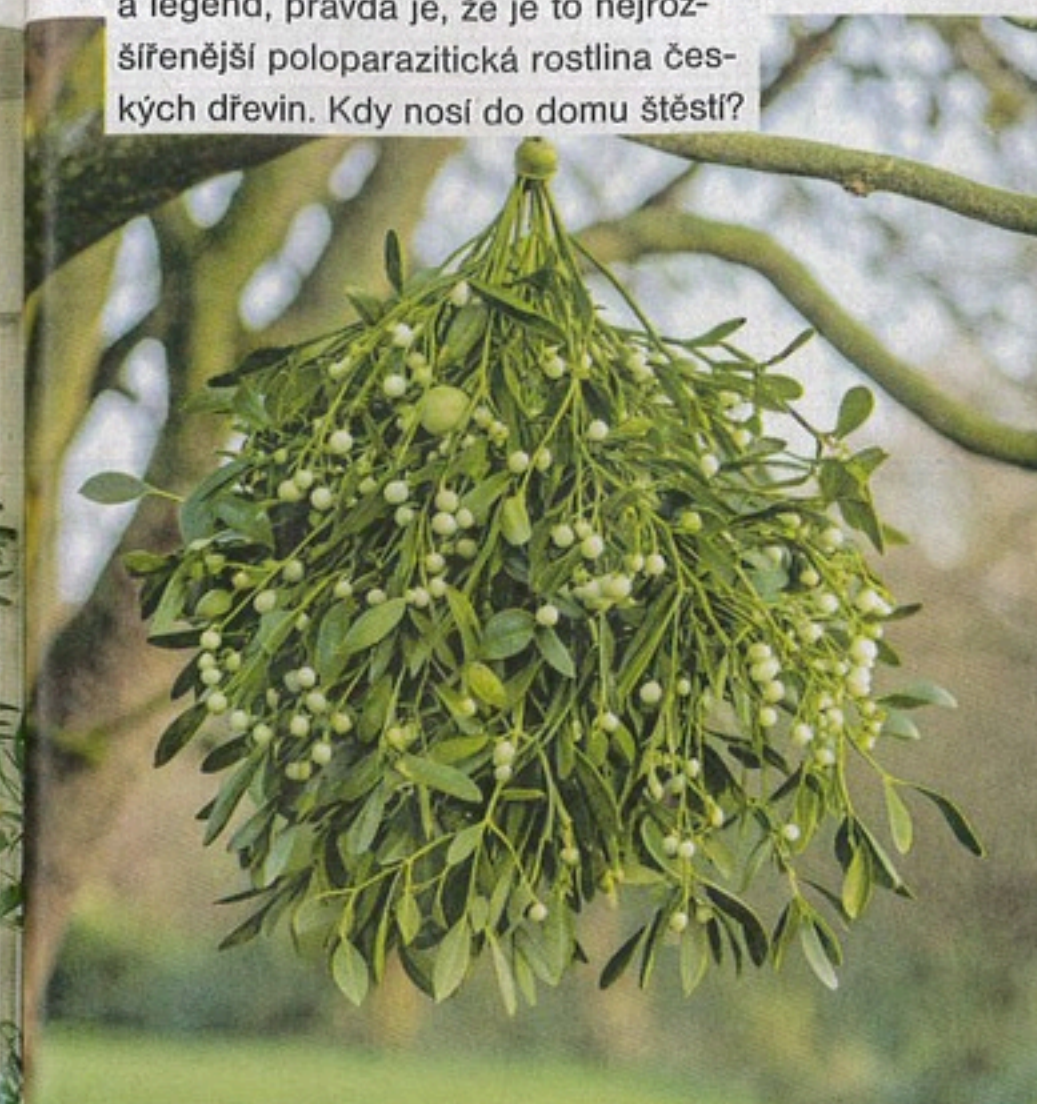 a legend, pravda je, že je to nejroz-
šířenější poloparazitická rostlina čes-
kých dřevin. Kdy nosí do domu štěstí?